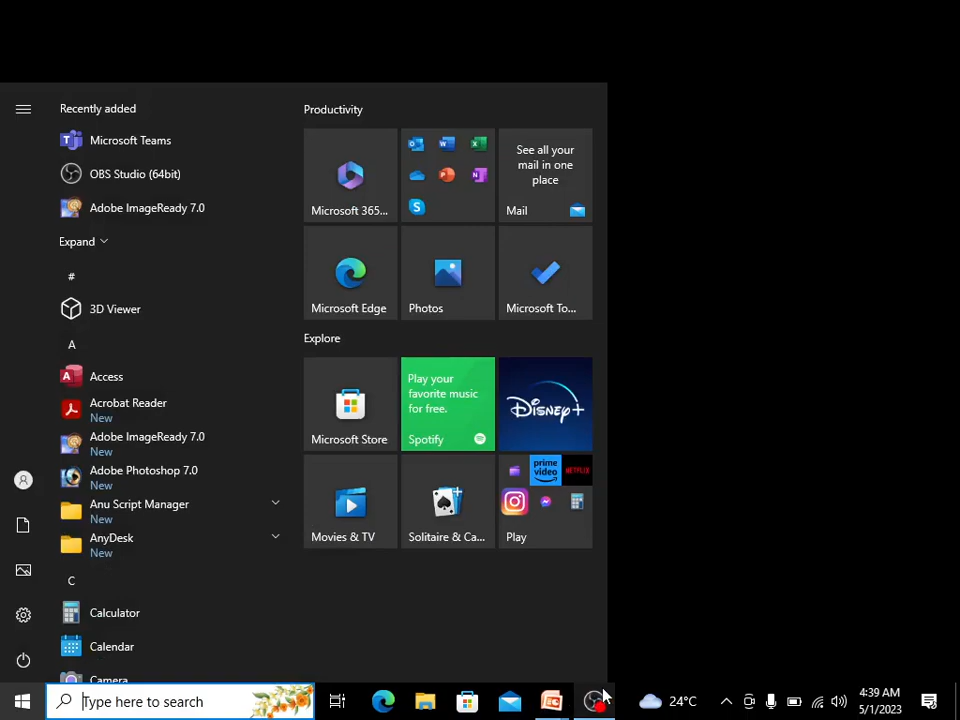 Recently added
Microsoft Teams
OBS Studio (64bit)
Adobe ImageReady 7.0
Expand
#
3D Viewer
A
Access
Acrobat Reader
New
Adobe ImageReady 7.0
New
Adobe Photoshop 7.0
New
Anu Script Manager
New
AnyDesk
New
C
Calculator
Calendar
Camera
Productivity
Microsoft 365...
See all your
mail in one
place
Mail
Microsoft Edge
Photos
Microsoft To...
Explore
Microsoft Store
Play your
favorite music
for free.
Spotify
Disney+
Movies & TV
Solitaire & Ca...
prime
video
NETFLIX
Play
Type here to search
24°C
4:39 AM
5/1/2023